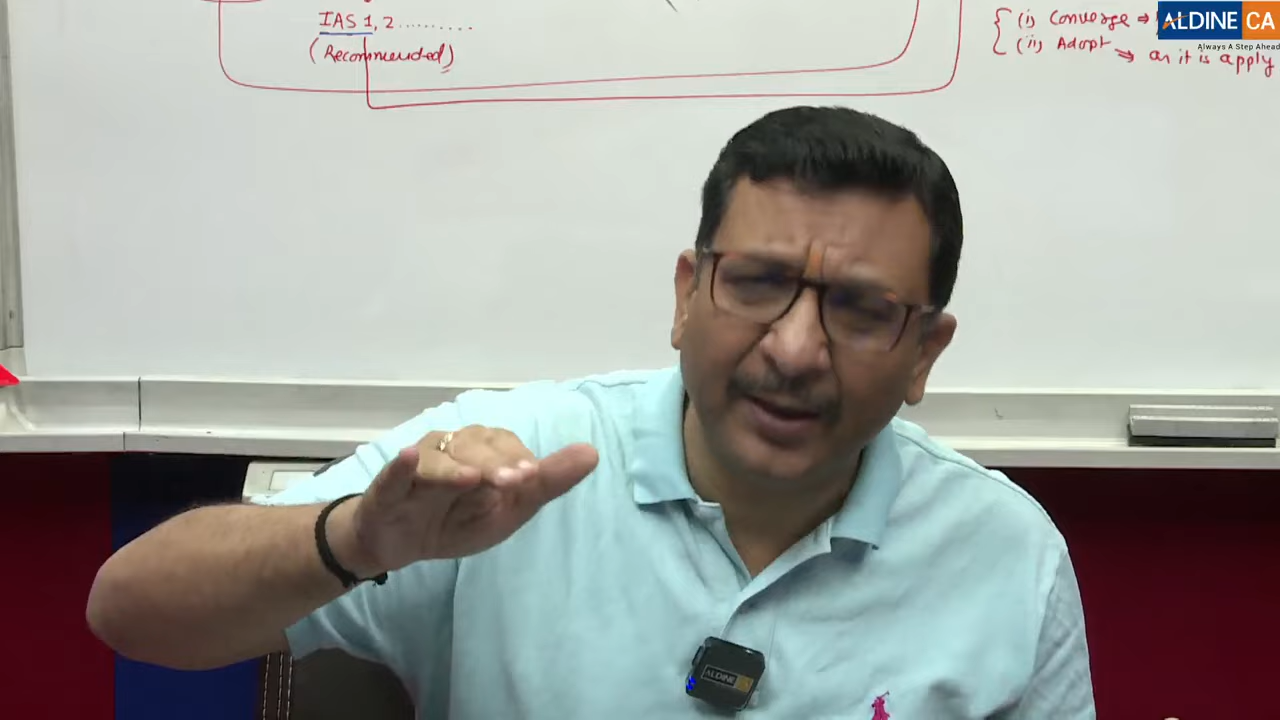 IAS 1, 2..........
(Recommended)
(i) Converge ⇒
(ii) Adopt ⇒ as it is apply
ALDINE CA
Always A Step Ahead
ALDINE